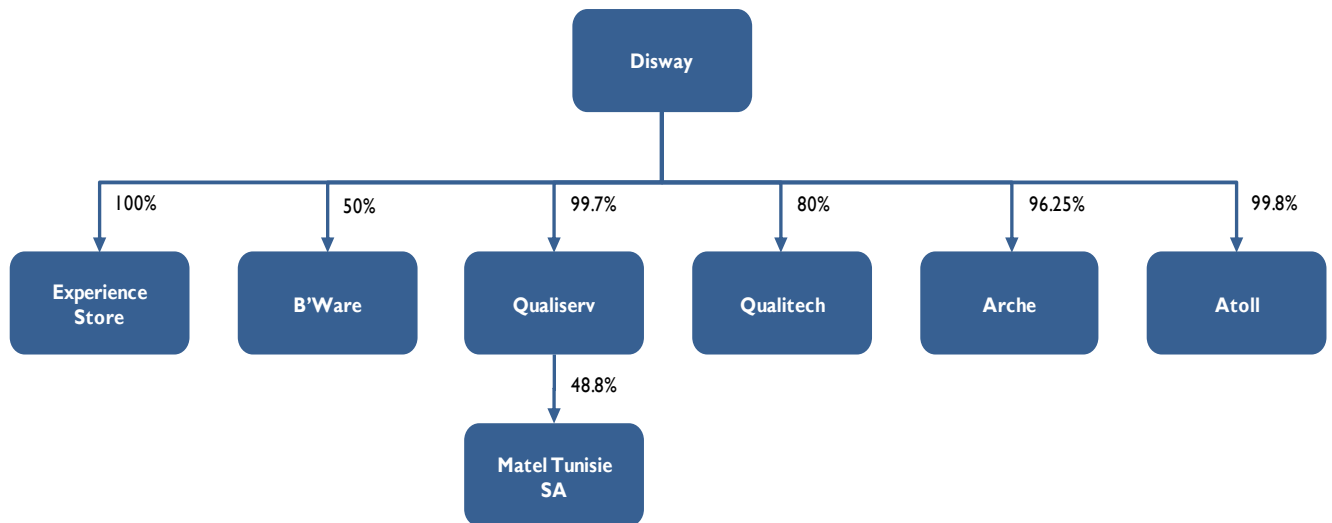 Disway
100%
50%
99.7%
80%
96.25%
99.8%
Experience
Store
B'Ware
Qualiserv
Qualitech
Arche
Atoll
48.8%
Matel Tunisie
SA